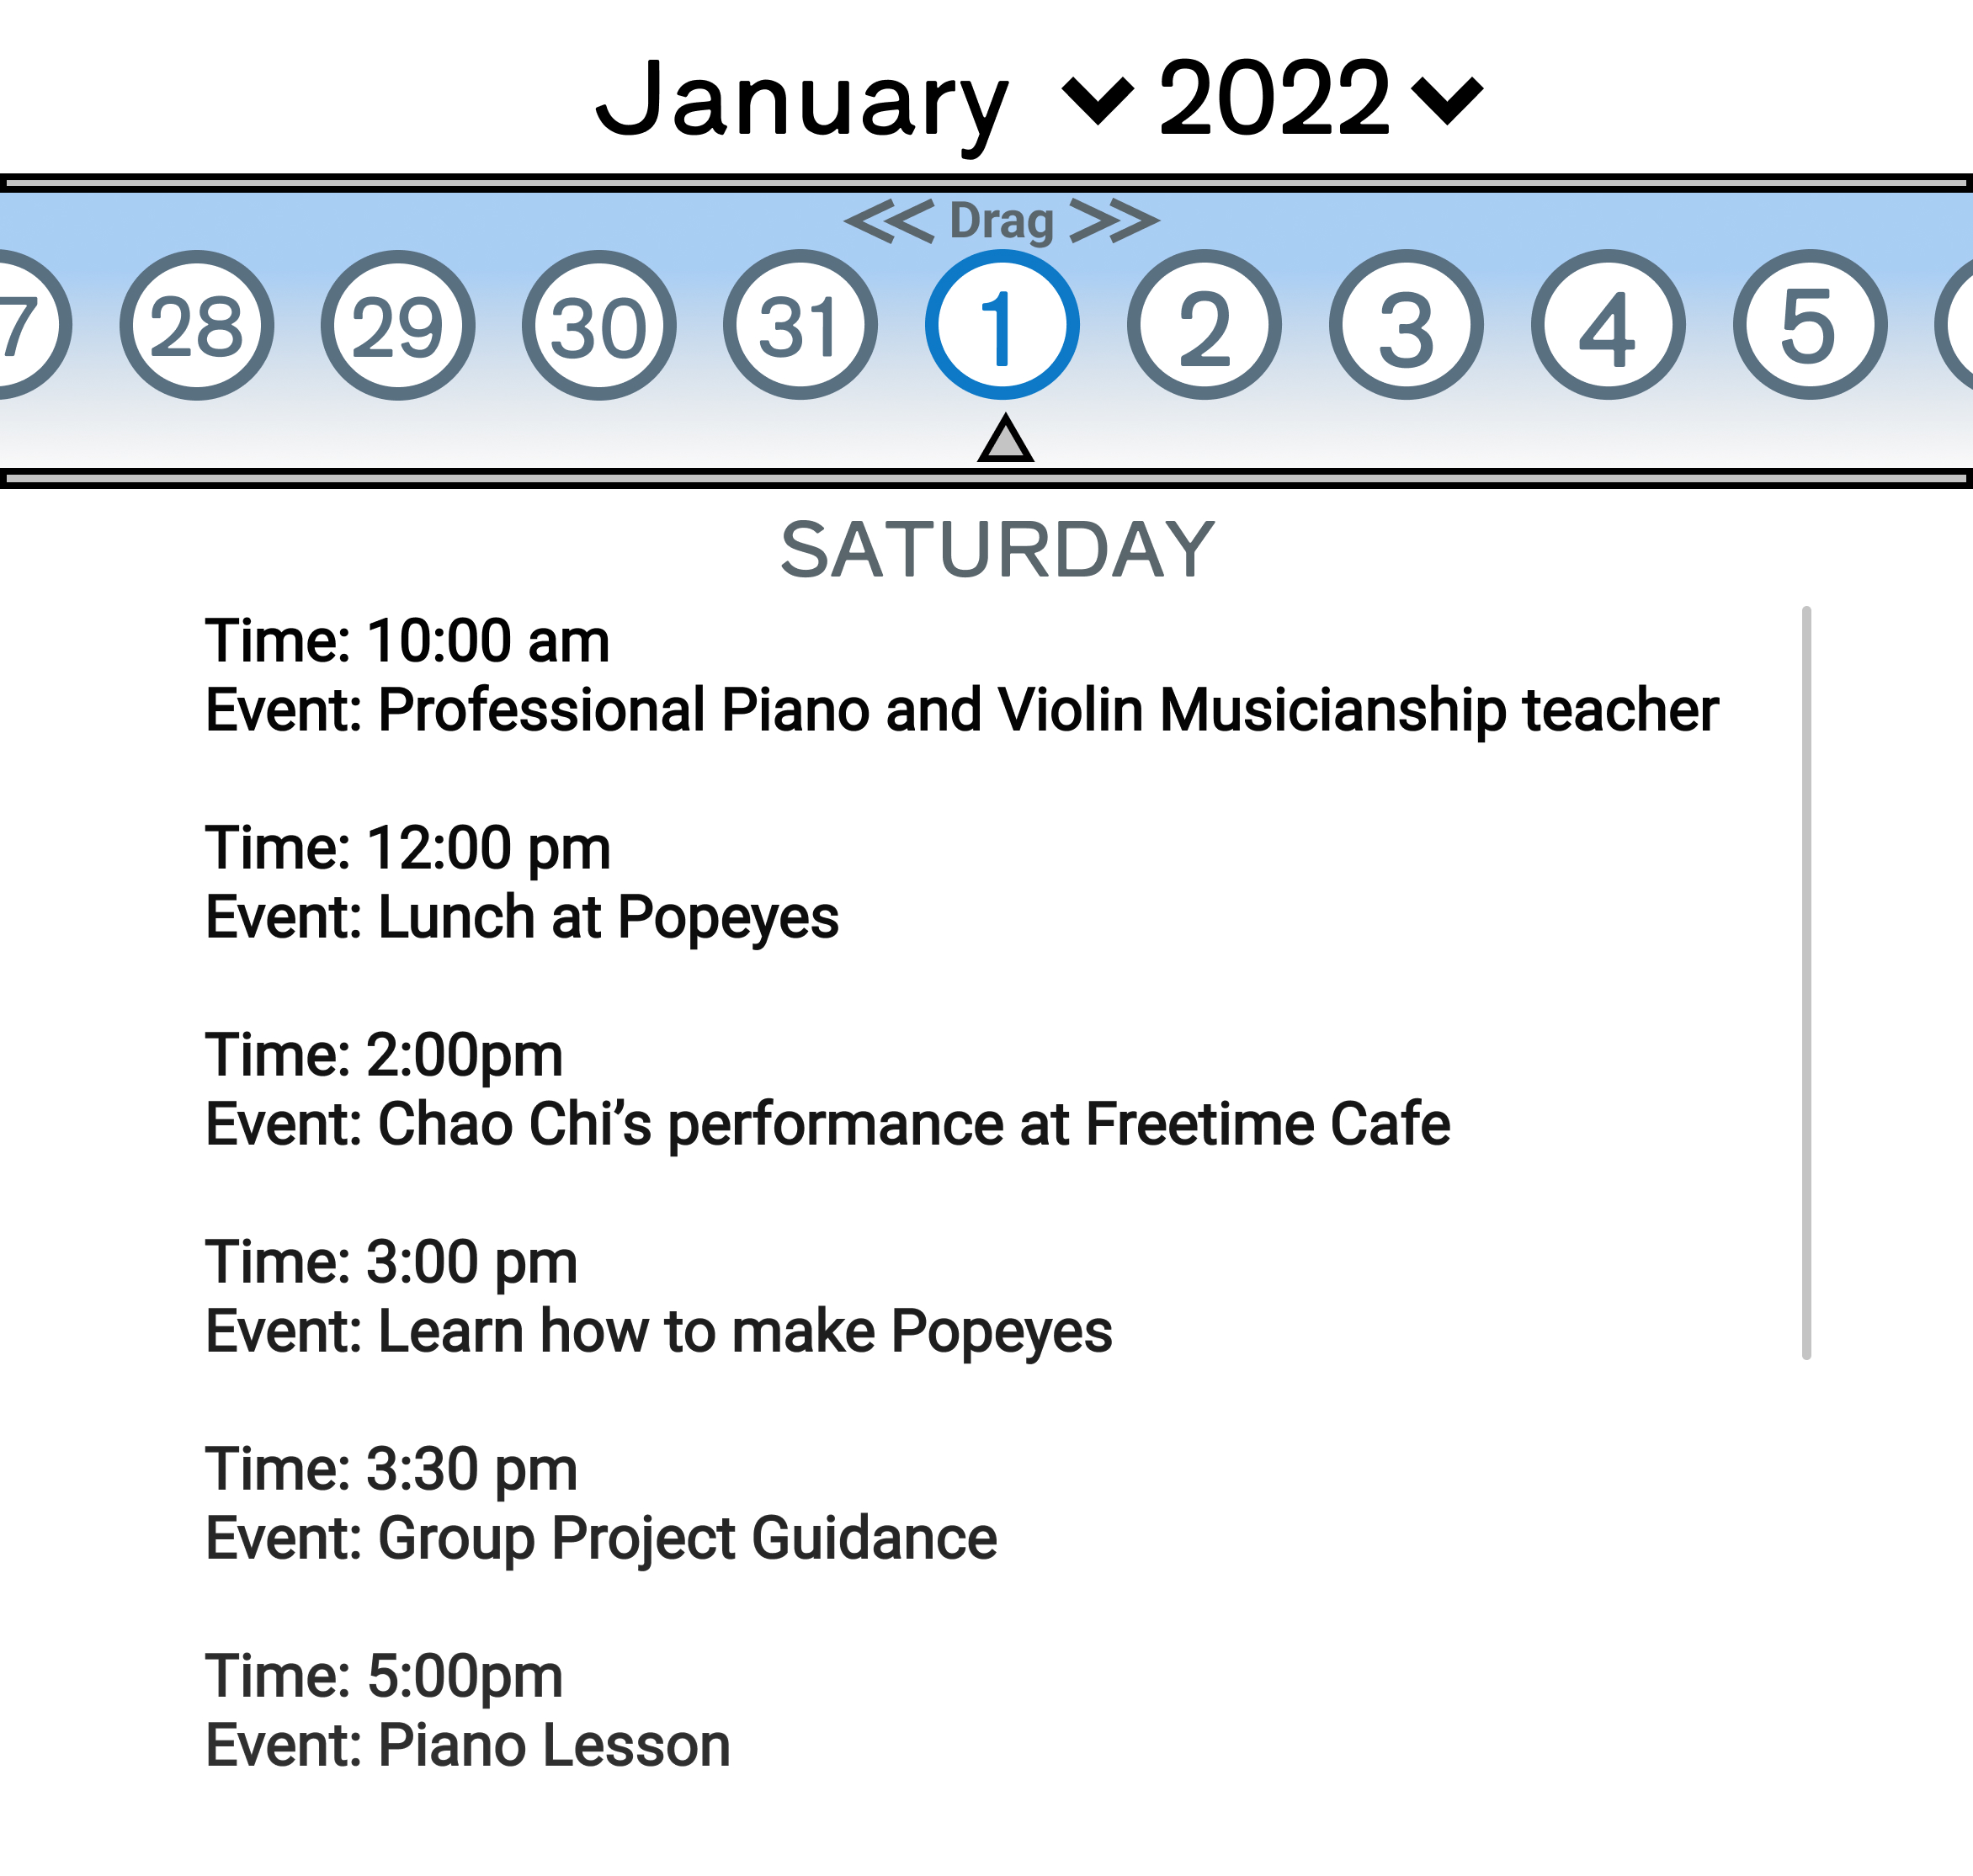 January 2022
<< Drag >>
7 28 29 30 31 1 2 3 4 5
SATURDAY
Time: 10:00 am
Event: Professional Piano and Violin Musicianship teacher
Time: 12:00 pm
Event: Lunch at Popeyes
Time: 2:00pm
Event: Chao Chi’s performance at Freetime Cafe
Time: 3:00 pm
Event: Learn how to make Popeyes
Time: 3:30 pm
Event: Group Project Guidance
Time: 5:00pm
Event: Piano Lesson